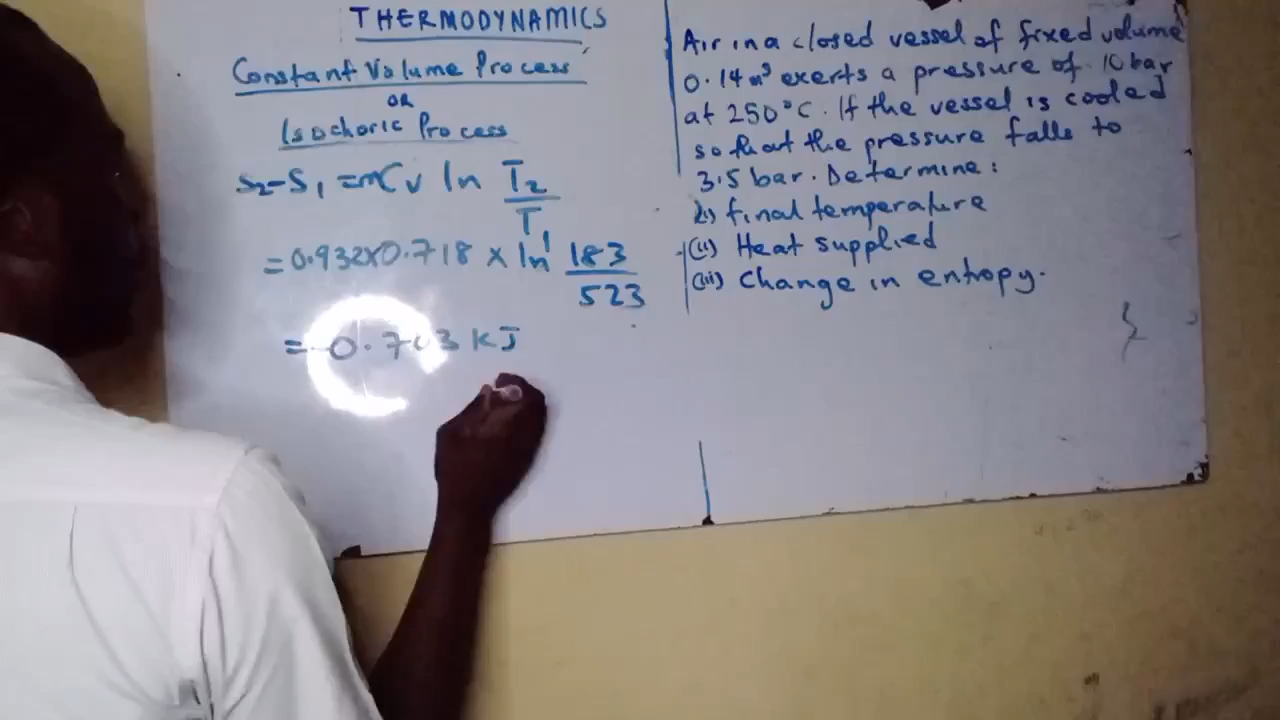 THERMODYNAMICS
Constant Volume Process
OR
Isochoric Process
S₂-S₁ = mCv ln T₂/T₁
= 0.932x0.718 x ln 183/523
= 0.703 KJ
Air in a closed vessel of fixed volume
0.14m³ exerts a pressure of 10 bar
at 250°C. If the vessel is cooled
so that the pressure falls to
3.5 bar. Determine:
final temperature
(ii) Heat supplied
(iii) Change in entropy.